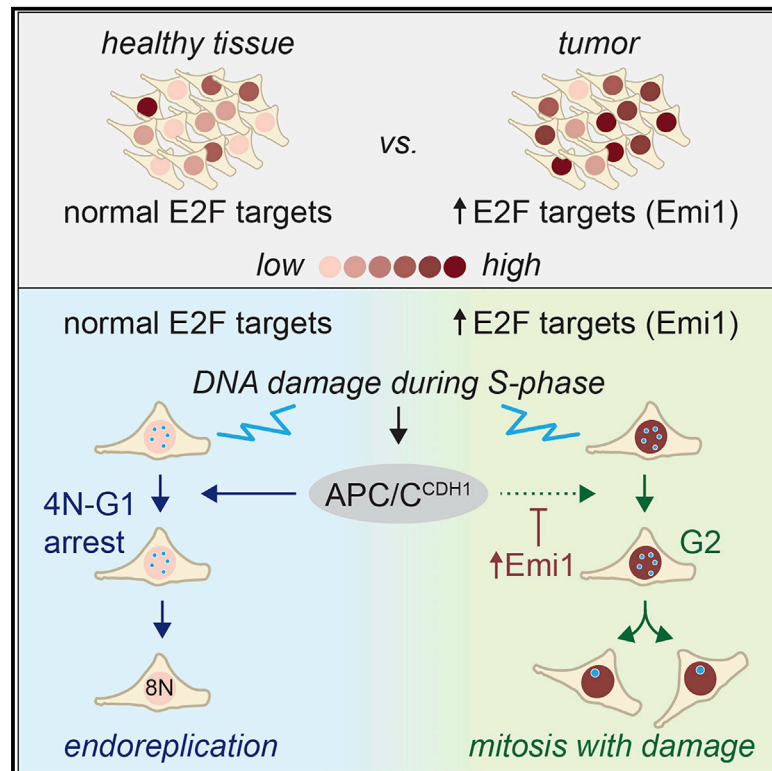 healthy tissue
tumor
vs.
normal E2F targets
↑E2F targets (Emi1)
low
high
normal E2F targets
↑E2F targets (Emi1)
DNA damage during S-phase
APC/C^CDH1
4N-G1
arrest
↑Emi1
G2
8N
endoreplication
mitosis with damage